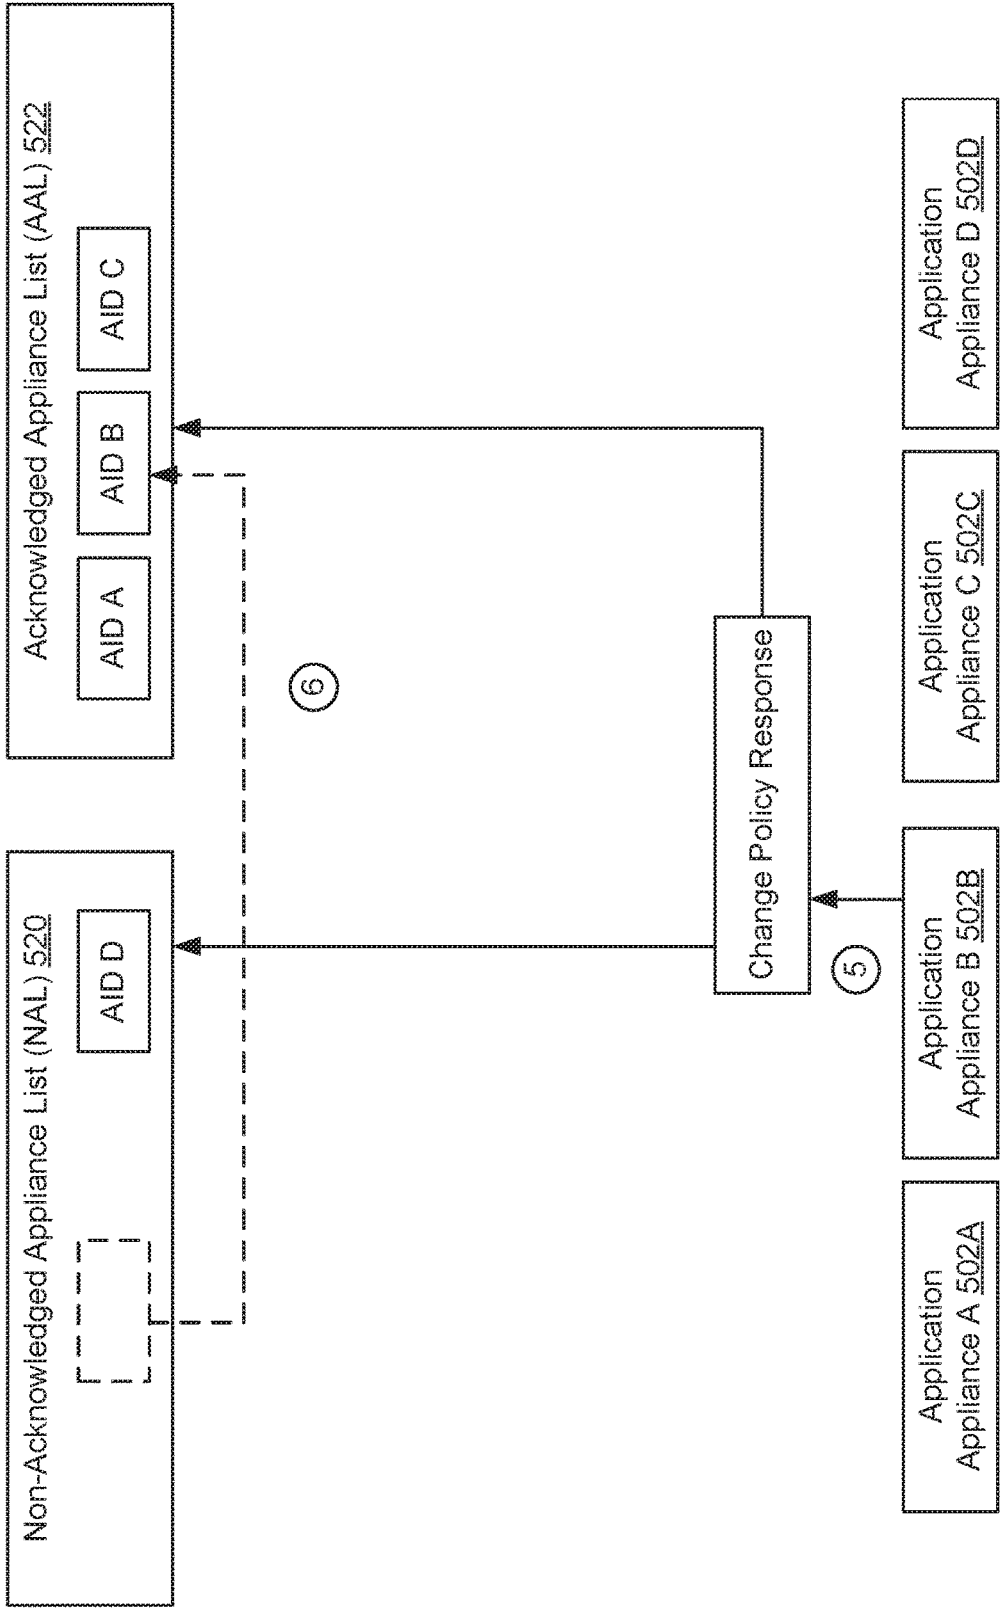 Non-Acknowledged Appliance List (NAL) 520
AID D
Acknowledged Appliance List (AAL) 522
AID A
AID B
AID C
6
Change Policy Response
5
Application
Appliance A 502A
Application
Appliance B 502B
Application
Appliance C 502C
Application
Appliance D 502D